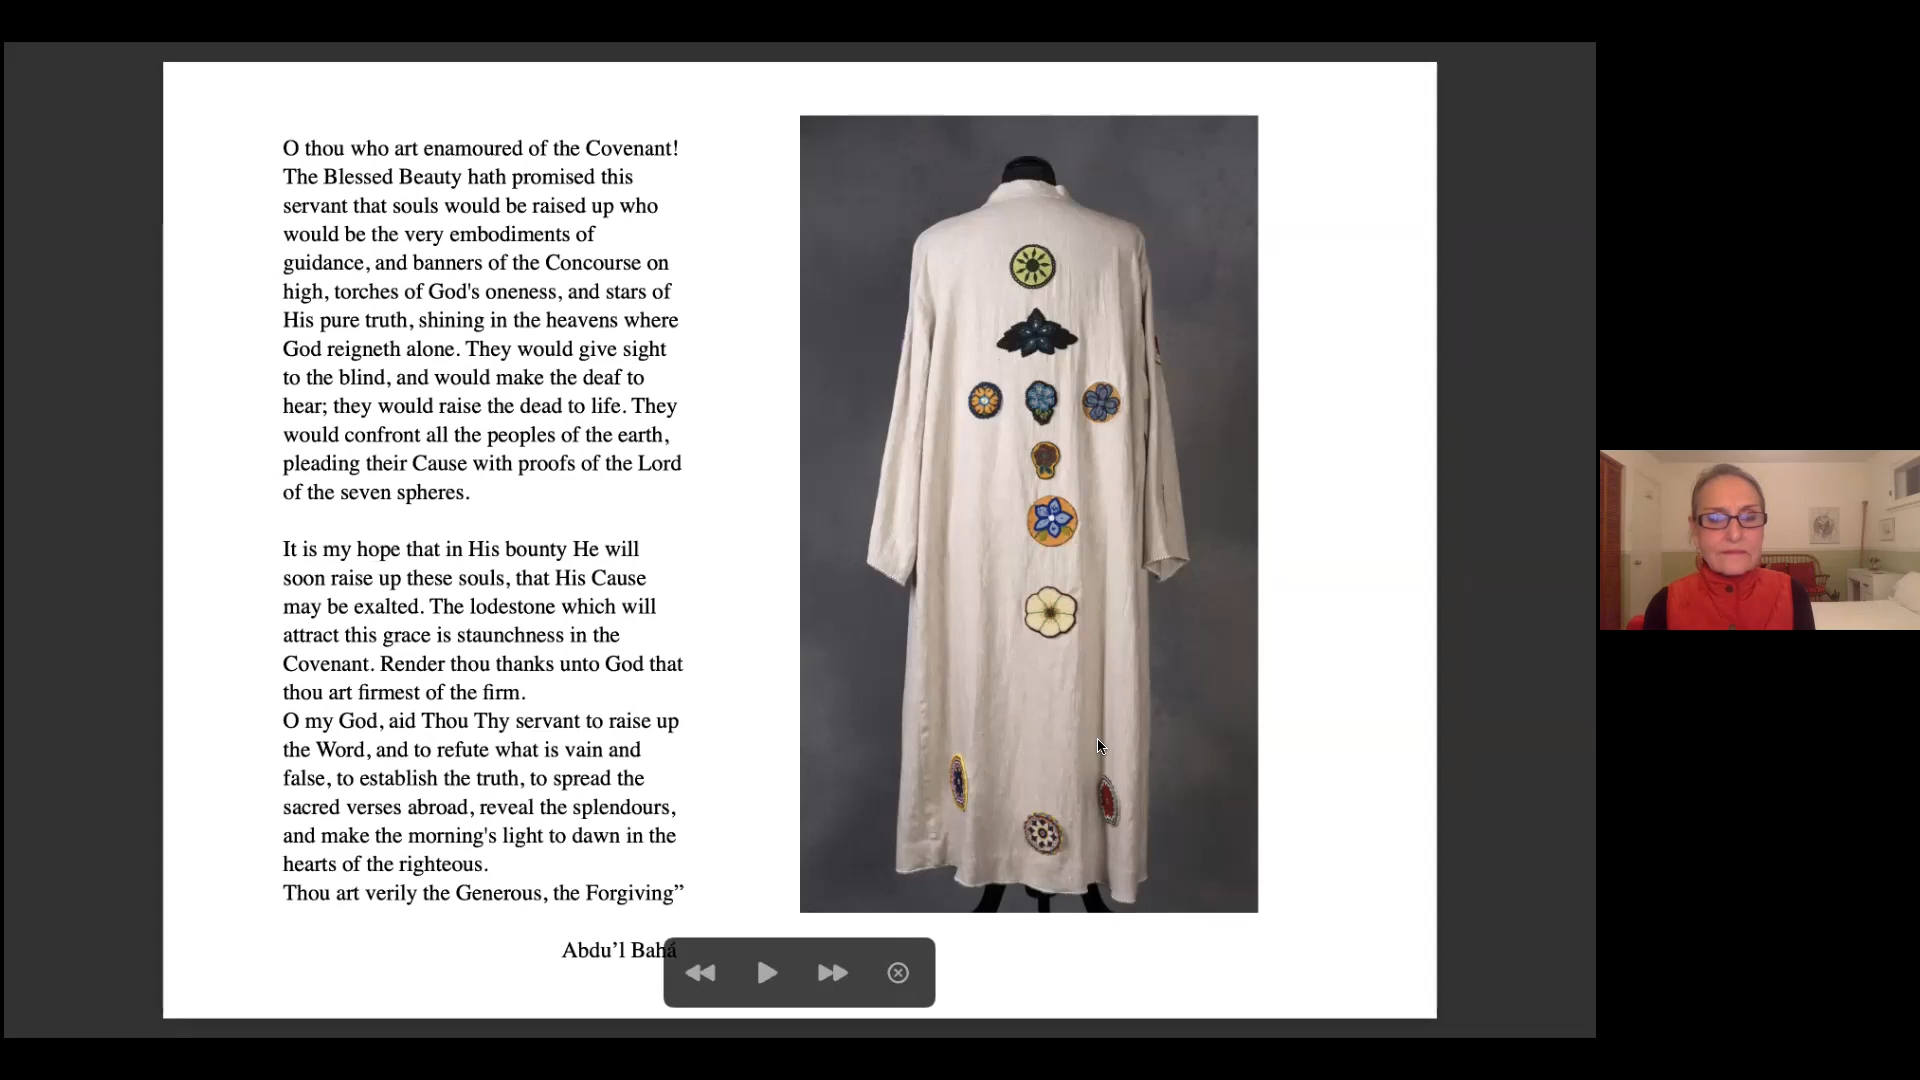 O thou who art enamoured of the Covenant!
The Blessed Beauty hath promised this
servant that souls would be raised up who
would be the very embodiments of
guidance, and banners of the Concourse on
high, torches of God's oneness, and stars of
His pure truth, shining in the heavens where
God reigneth alone. They would give sight
to the blind, and would make the deaf to
hear; they would raise the dead to life. They
would confront all the peoples of the earth,
pleading their Cause with proofs of the Lord
of the seven spheres.
It is my hope that in His bounty He will
soon raise up these souls, that His Cause
may be exalted. The lodestone which will
attract this grace is staunchness in the
Covenant. Render thou thanks unto God that
thou art firmest of the firm.
O my God, aid Thou Thy servant to raise up
the Word, and to refute what is vain and
false, to establish the truth, to spread the
sacred verses abroad, reveal the splendours,
and make the morning's light to dawn in the
hearts of the righteous.
Thou art verily the Generous, the Forgiving”
Abdu’l Bahá